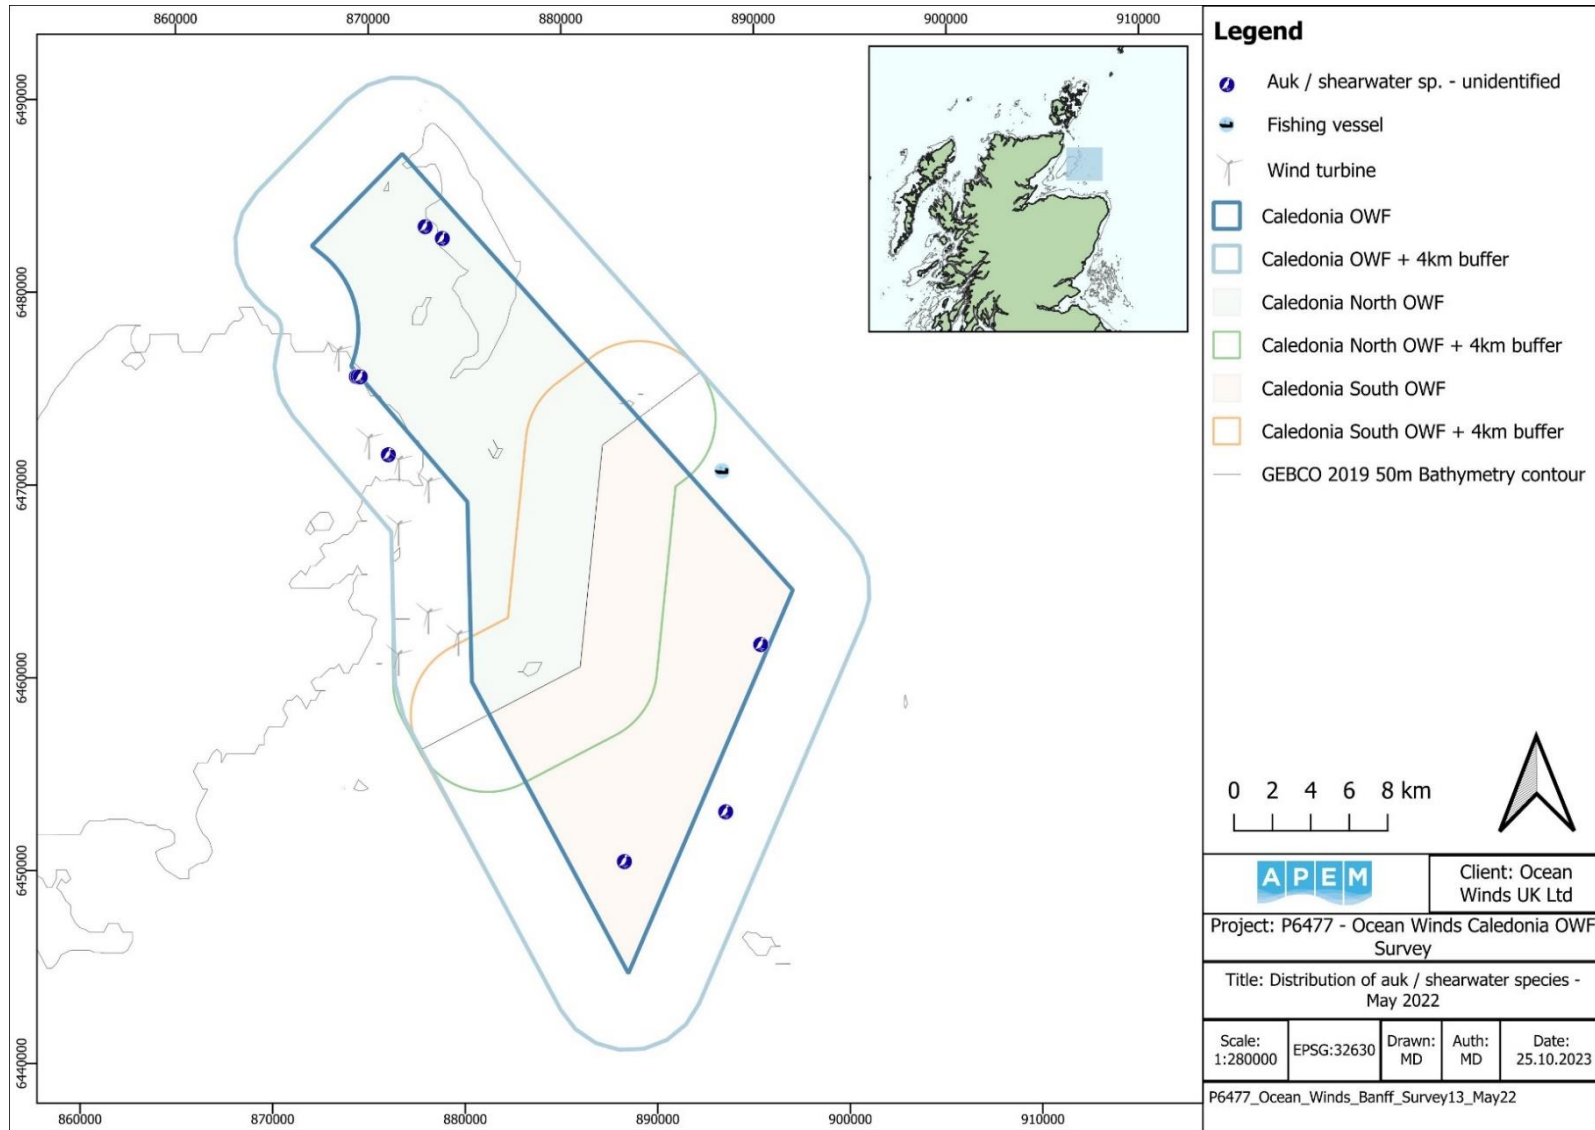 860000 870000 880000 890000 900000 910000
6490000
6480000
6470000
6460000
6450000
6440000
860000 870000 880000 890000 900000 910000
Legend
Auk / shearwater sp. - unidentified
Fishing vessel
Wind turbine
Caledonia OWF
Caledonia OWF + 4km buffer
Caledonia North OWF
Caledonia North OWF + 4km buffer
Caledonia South OWF
Caledonia South OWF + 4km buffer
GEBCO 2019 50m Bathymetry contour
0 2 4 6 8 km
APEM
Client: Ocean
Winds UK Ltd
Project: P6477 - Ocean Winds Caledonia OWF
Survey
Title: Distribution of auk / shearwater species -
May 2022
Scale:
1:280000
EPSG:32630
Drawn:
MD
Auth:
MD
Date:
25.10.2023
P6477_Ocean_Winds_Banff_Survey13_May22